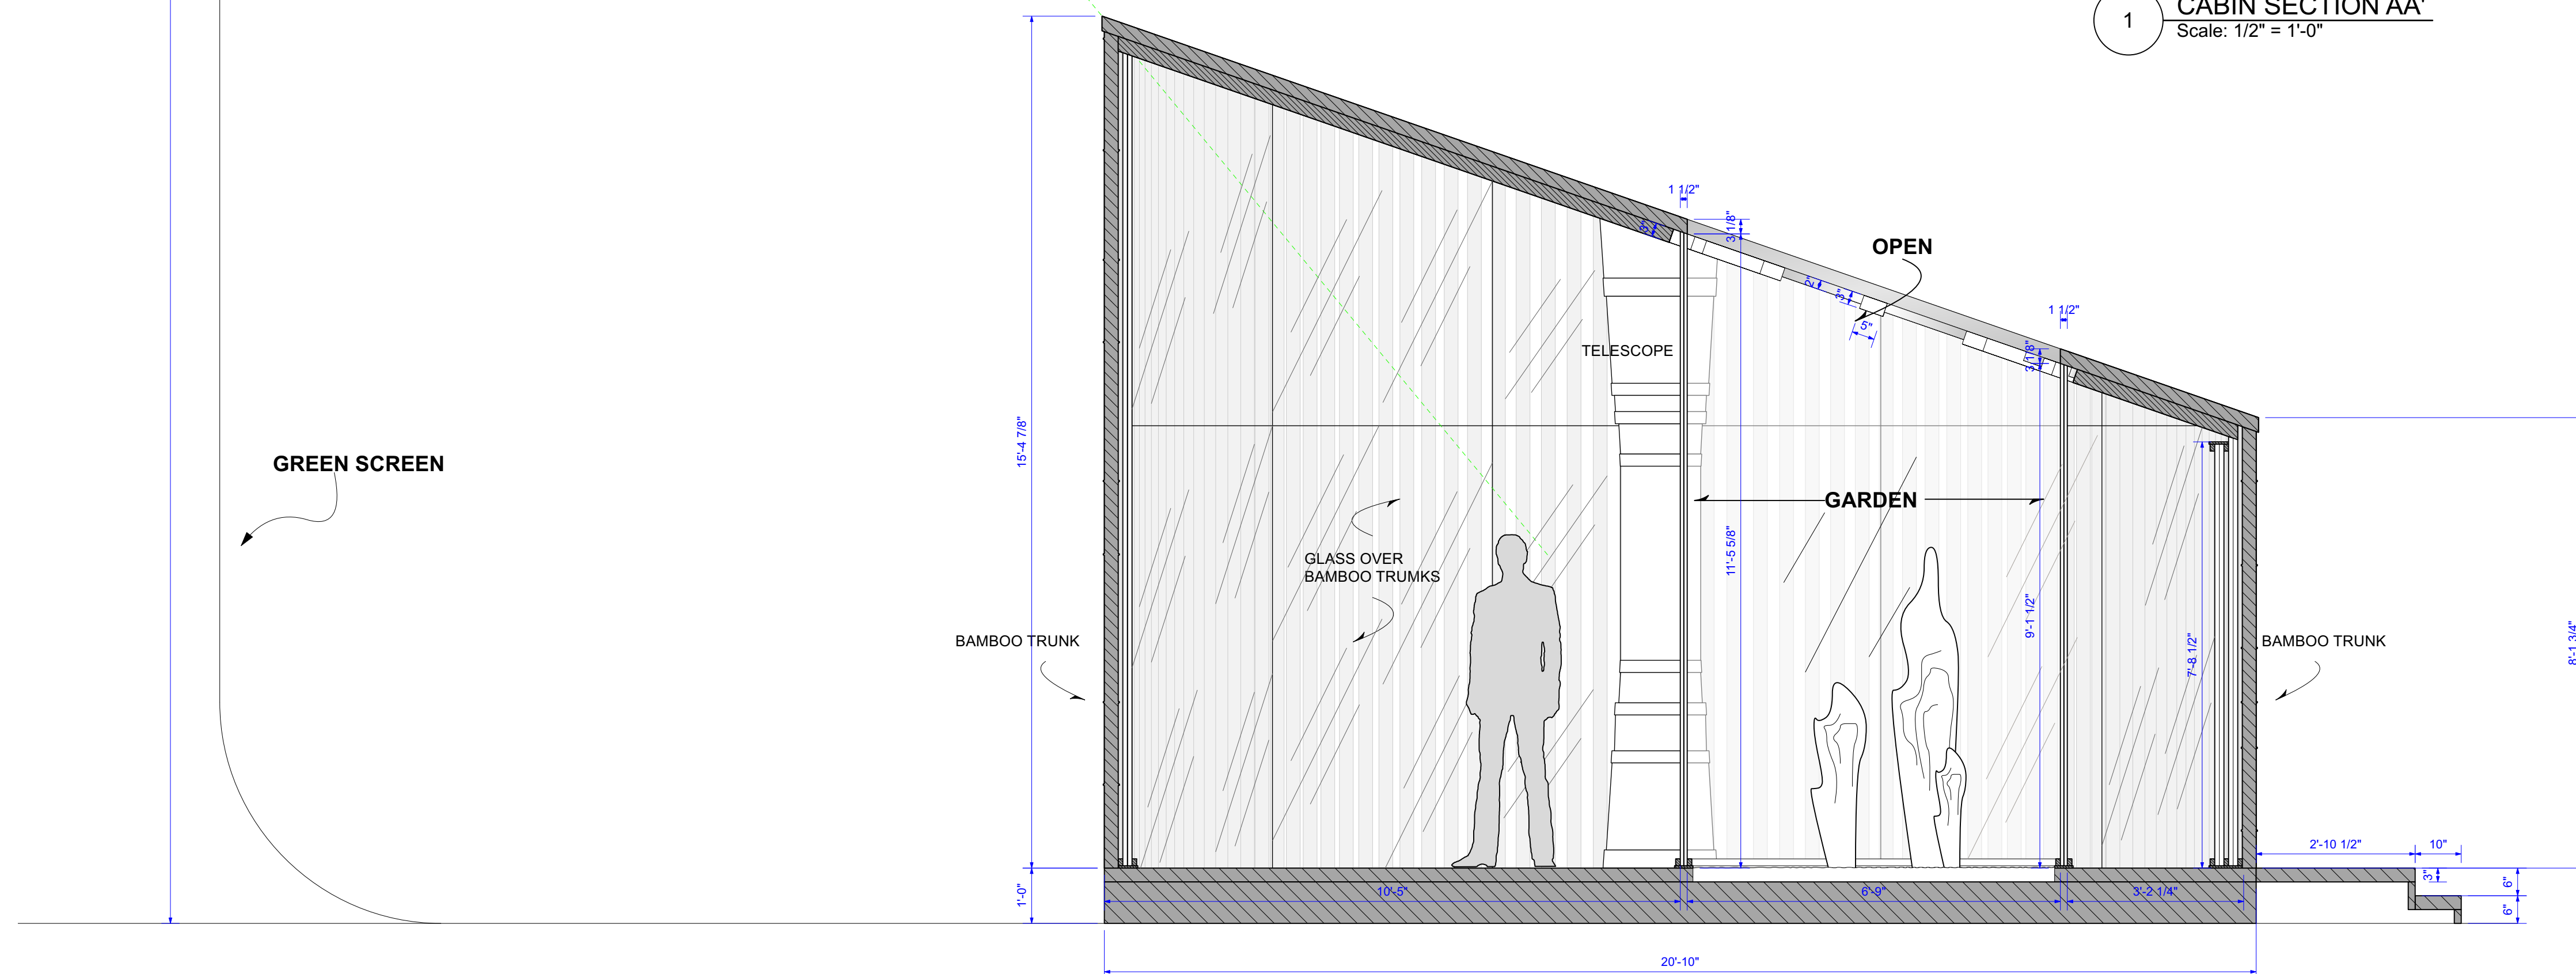 1
CABIN SECTION AA'
Scale: 1/2" = 1'-0"
1 1/2"
3 1/8"
3"
OPEN
2"
3"
5"
1 1/2"
3 1/8"
TELESCOPE
15'-4 7/8"
GREEN SCREEN
GARDEN
11'-5 5/8"
GLASS OVER
BAMBOO TRUMKS
9'-1 1/2"
7'-8 1/2"
8'-1 3/4"
BAMBOO TRUNK
BAMBOO TRUNK
2'-10 1/2"
10"
3"
6"
6"
1'-0"
10'-5"
6'-9"
3'-2 1/4"
20'-10"